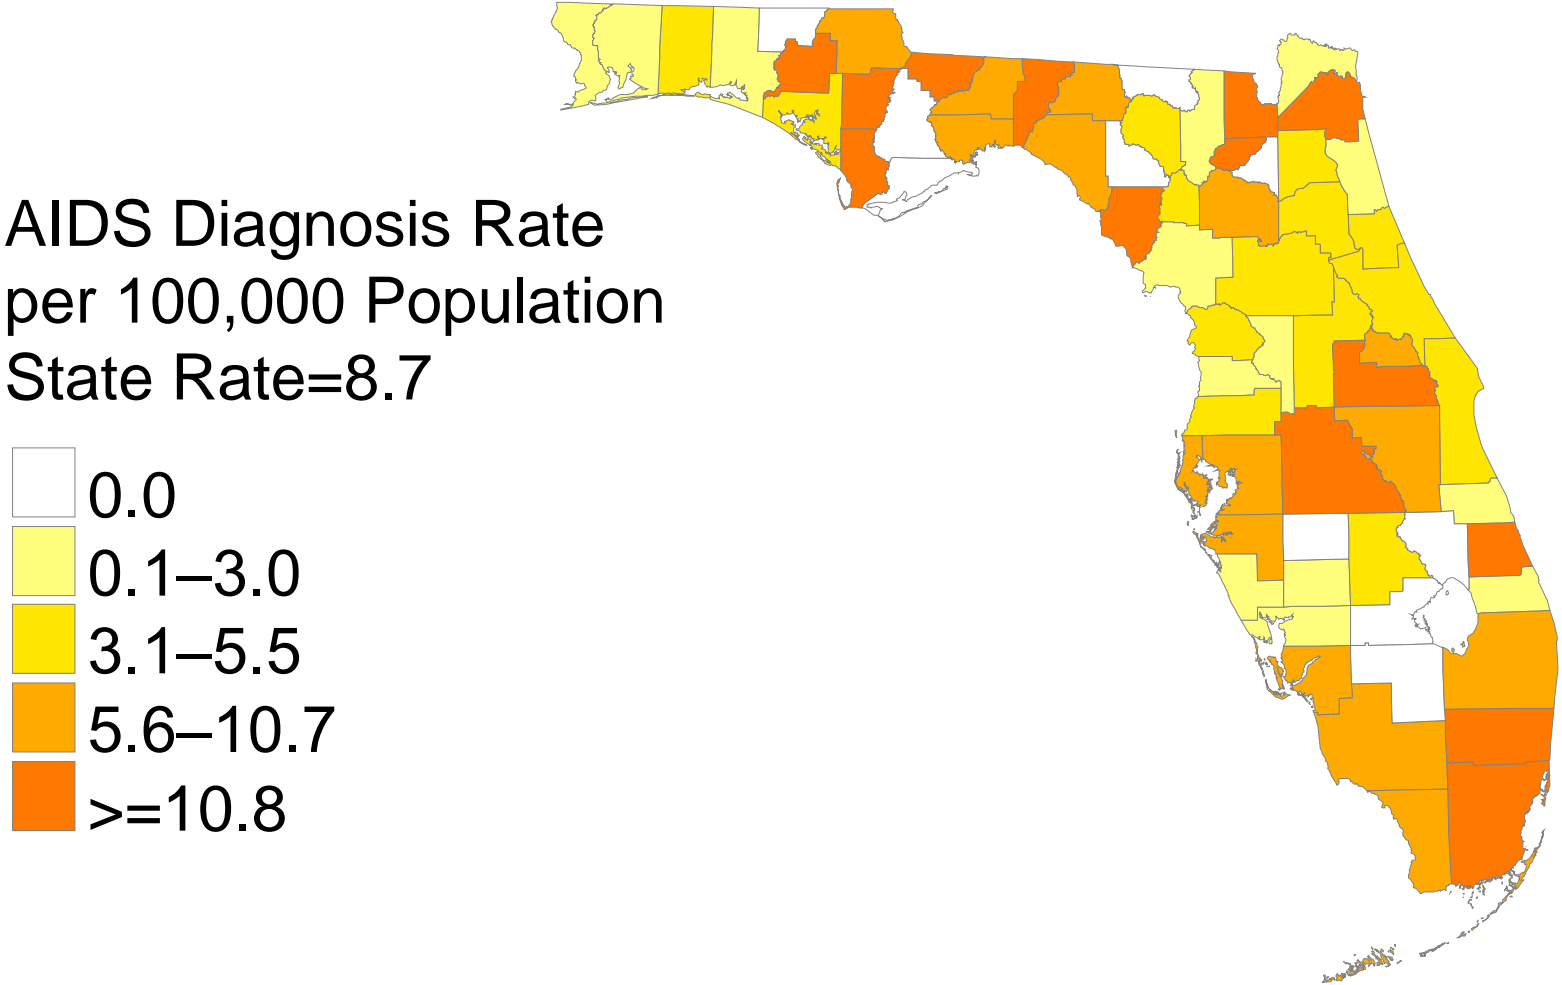 AIDS Diagnosis Rate
per 100,000 Population
State Rate=8.7
0.0
0.1–3.0
3.1–5.5
5.6–10.7
>=10.8